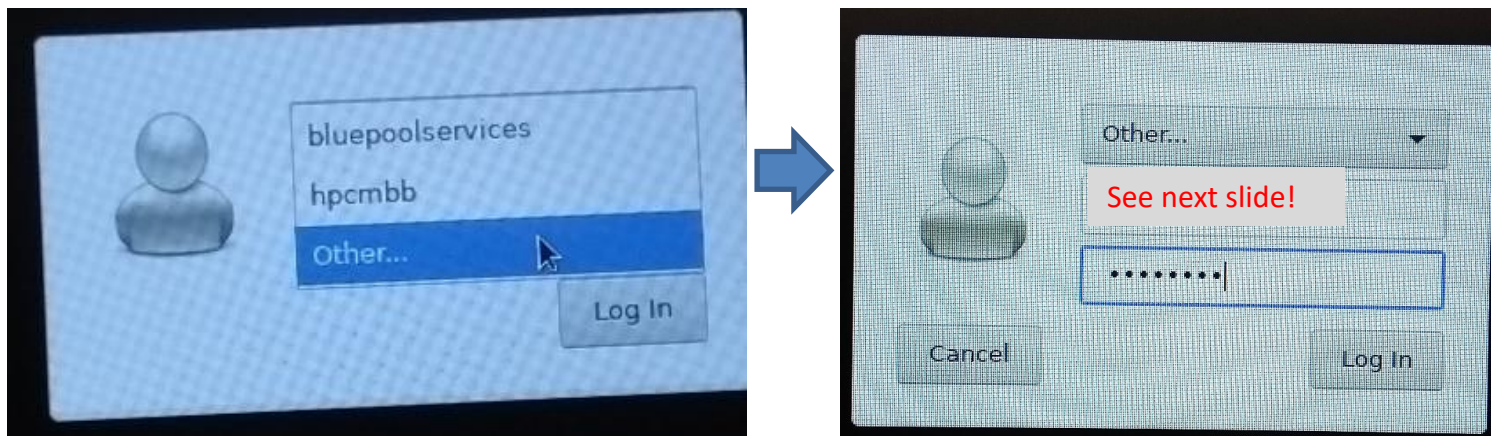 bluepoolservices
hpcmbb
Other...
Log In
Other...
See next slide!
••••••••
Cancel
Log In